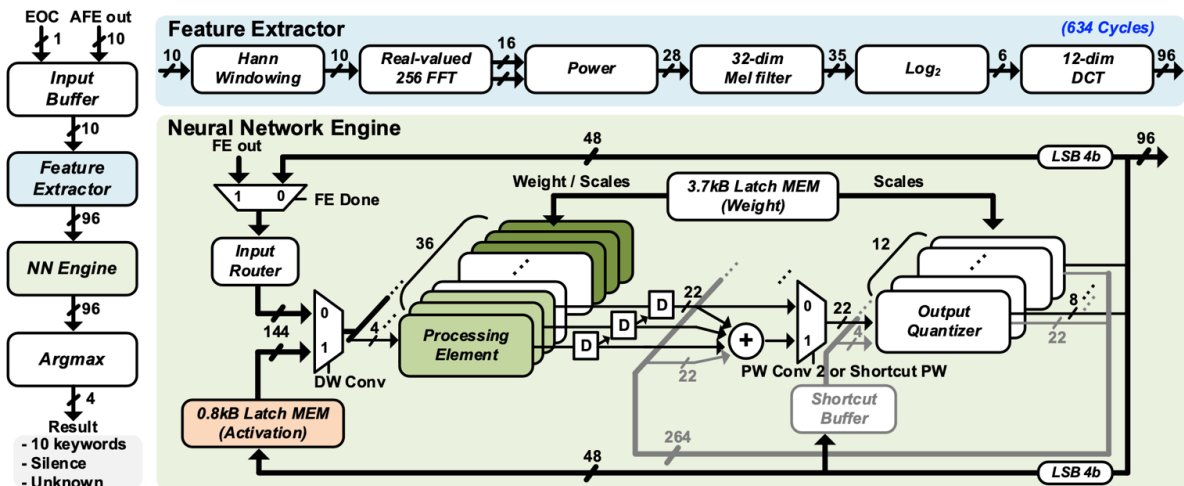 EOC AFE out
1 10
Input
Buffer
10
Feature
Extractor
96
NN Engine
96
Argmax
4
Result
- 10 keywords
- Silence
- Unknown
Feature Extractor
(634 Cycles)
10
Hann
Windowing
10
Real-valued
256 FFT
16
Power
28
32-dim
Mel filter
35
Log₂
6
12-dim
DCT
96
Neural Network Engine
FE out
48
LSB 4b
96
1 0
FE Done
Weight / Scales
3.7kB Latch MEM
(Weight)
Scales
Input
Router
36
12
144
0
1
DW Conv
4
Processing
Element
D
D
D
22
22
+
0
1
PW Conv 2 or Shortcut PW
22
4
Output
Quantizer
8
22
0.8kB Latch MEM
(Activation)
Shortcut
Buffer
264
48
LSB 4b